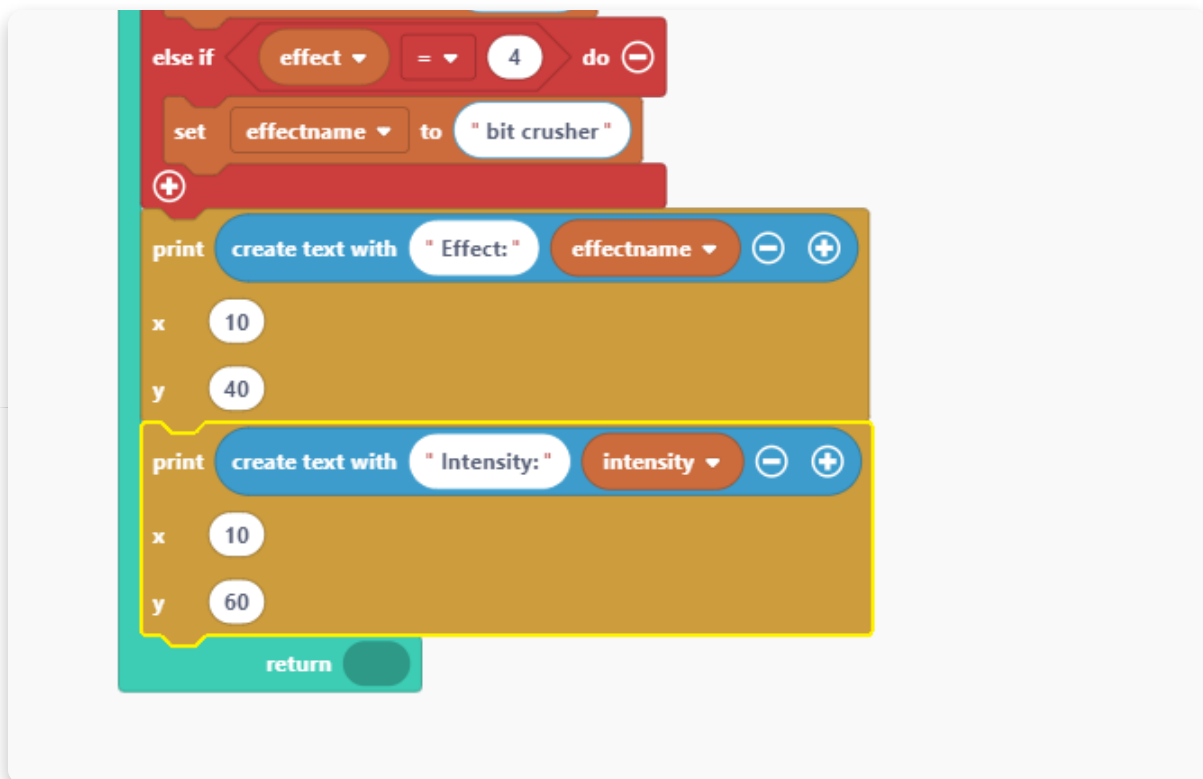 else if effect = 4 do
set effectname to " bit crusher "
print create text with " Effect: " effectname
x 10
y 40
print create text with " Intensity: " intensity
x 10
y 60
return